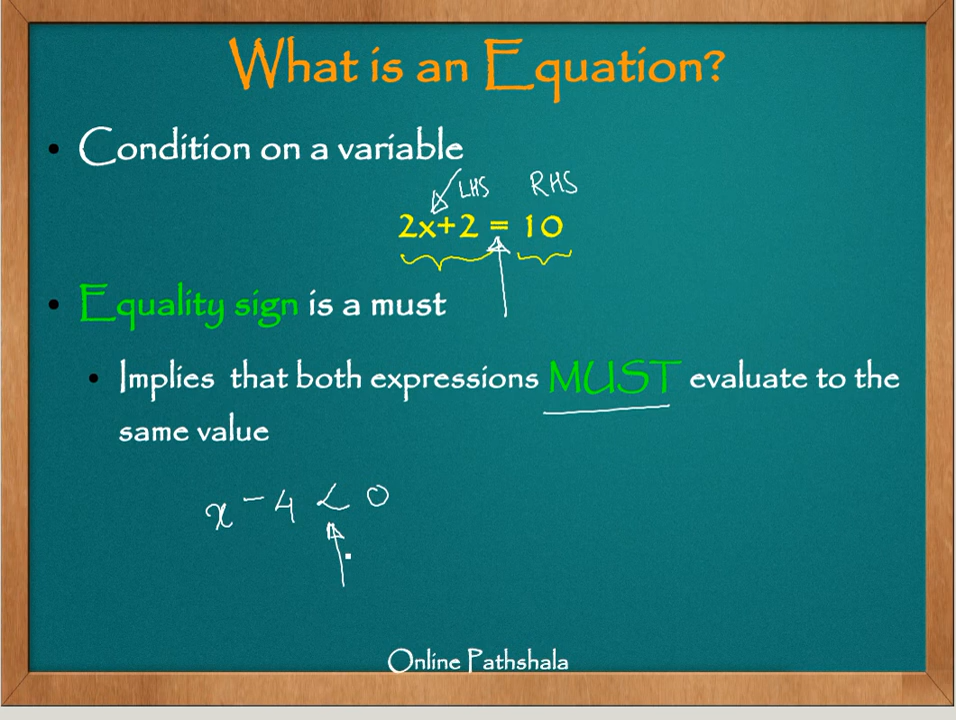 What is an Equation?
• Condition on a variable
LHS RHS
2x+2 = 10
• Equality sign is a must
• Implies that both expressions MUST evaluate to the
same value
x - 4 < 0
Online Pathshala